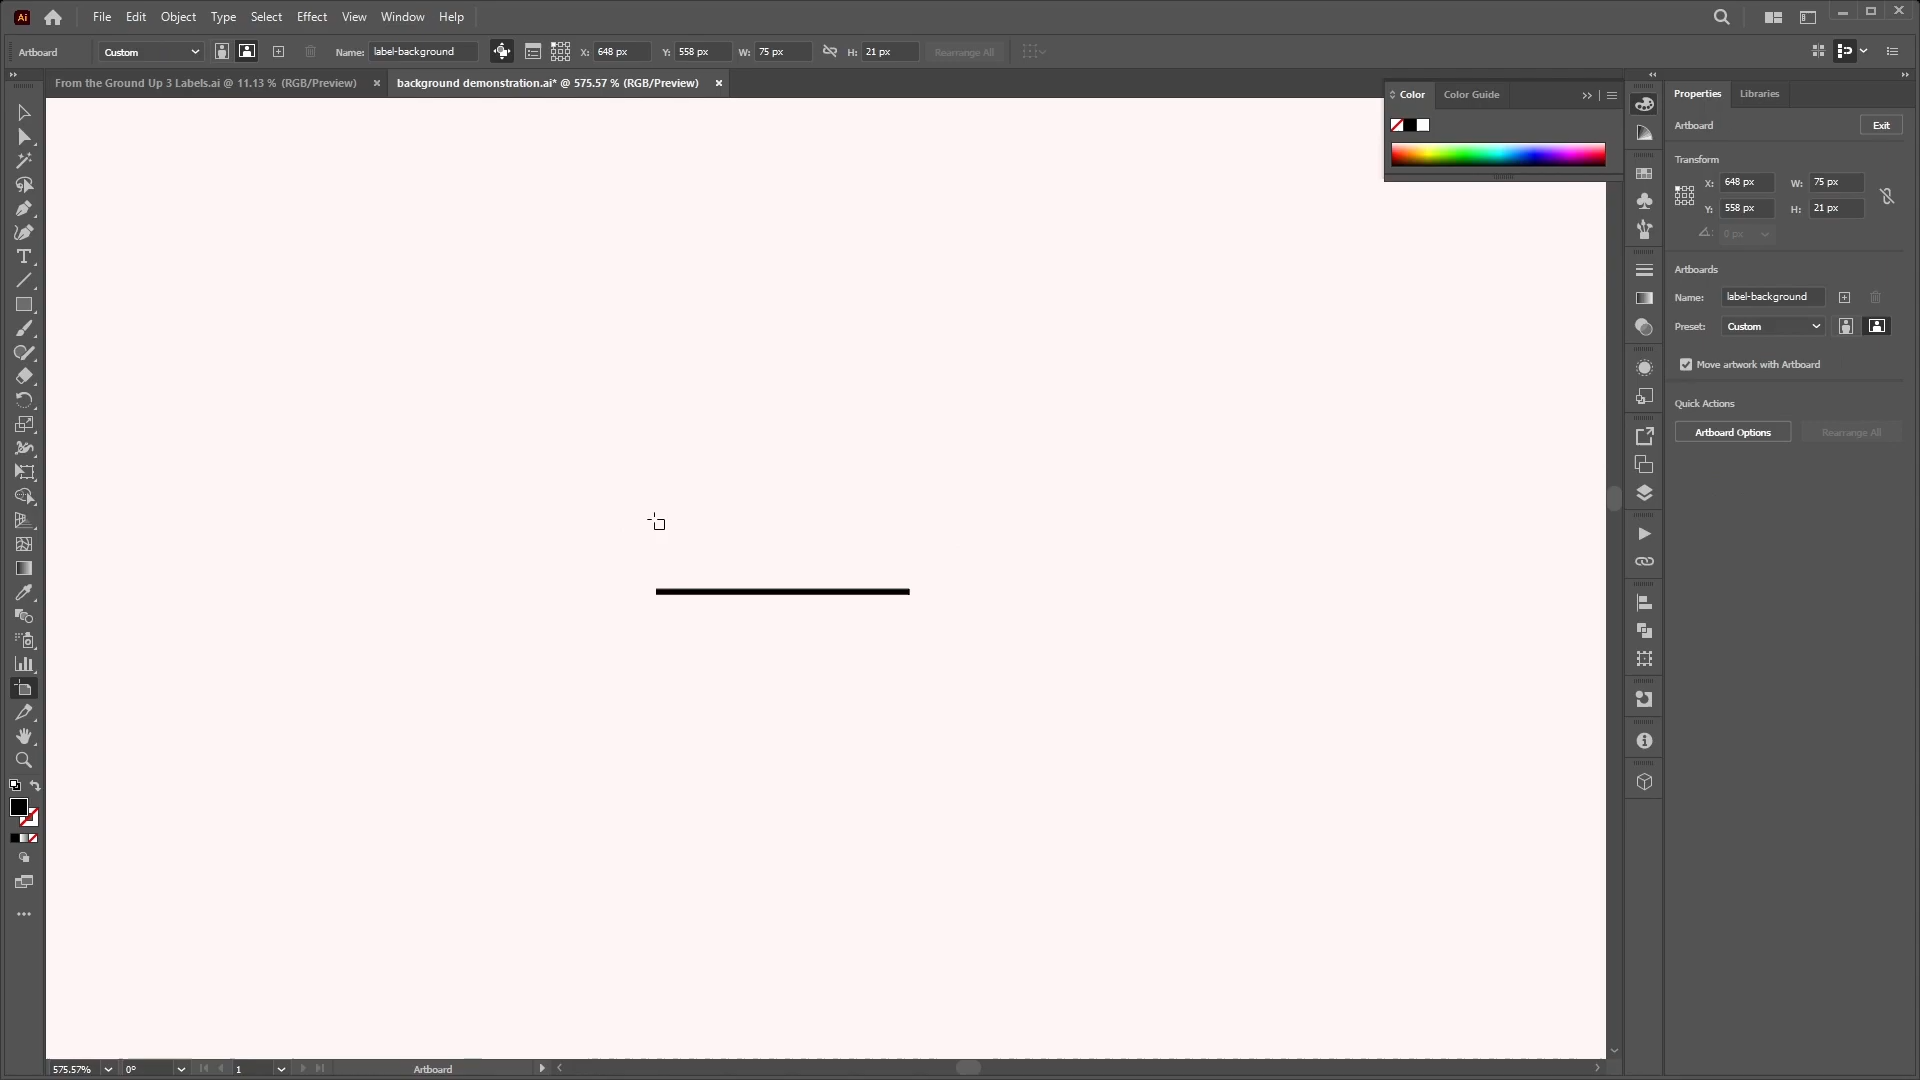 Ai File Edit Object Type Select Effect View Window Help
Artboard Custom Name: label-background X: 648 px Y: 558 px W: 75 px H: 21 px Rearrange All
From the Ground Up 3 Labels.ai @ 11.13 % (RGB/Preview) background demonstration.ai* @ 575.57 % (RGB/Preview)
Color Color Guide
Properties Libraries
Artboard Exit
Transform
X: 648 px W: 75 px
Y: 558 px H: 21 px
0 px
Artboards
Name: label-background
Preset: Custom
Move artwork with Artboard
Quick Actions
Artboard Options Rearrange All
575.57% 0° 1 Artboard